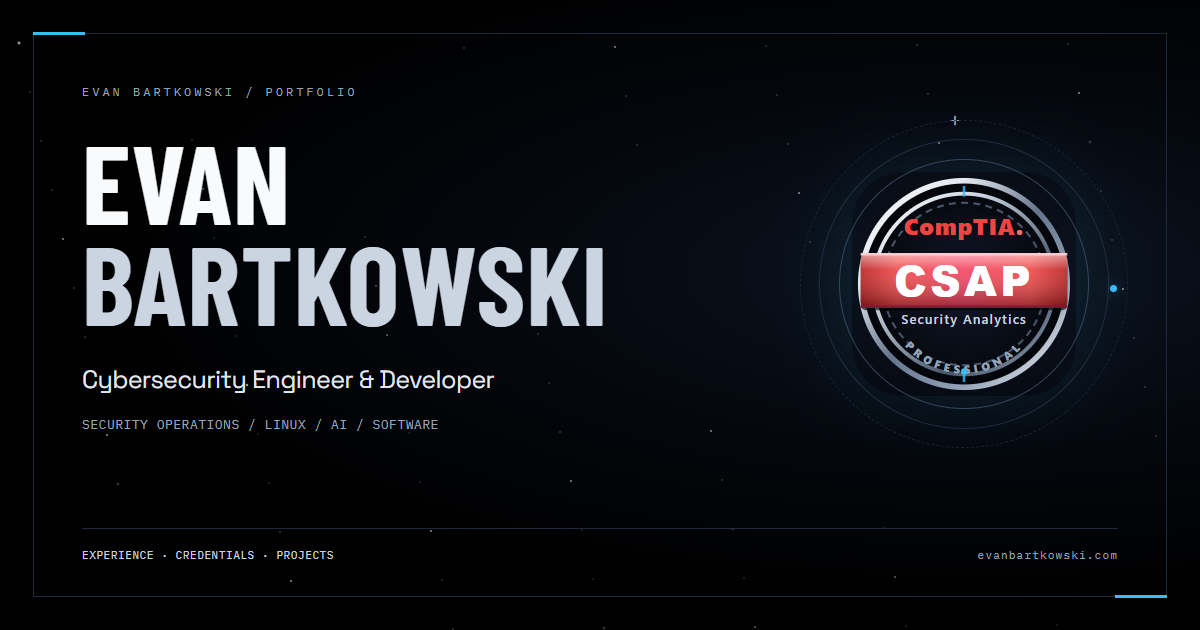 EVAN BARTKOWSKI / PORTFOLIO
EVAN
BARTKOWSKI
Cybersecurity Engineer & Developer
SECURITY OPERATIONS / LINUX / AI / SOFTWARE
CompTIA.
CSAP
Security Analytics
PROFESSIONAL
EXPERIENCE · CREDENTIALS · PROJECTS
evanbartkowski.com